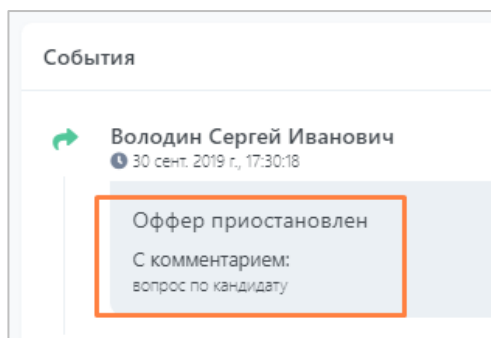 События
Володин Сергей Иванович
30 сент. 2019 г., 17:30:18
Оффер приостановлен
С комментарием:
вопрос по кандидату